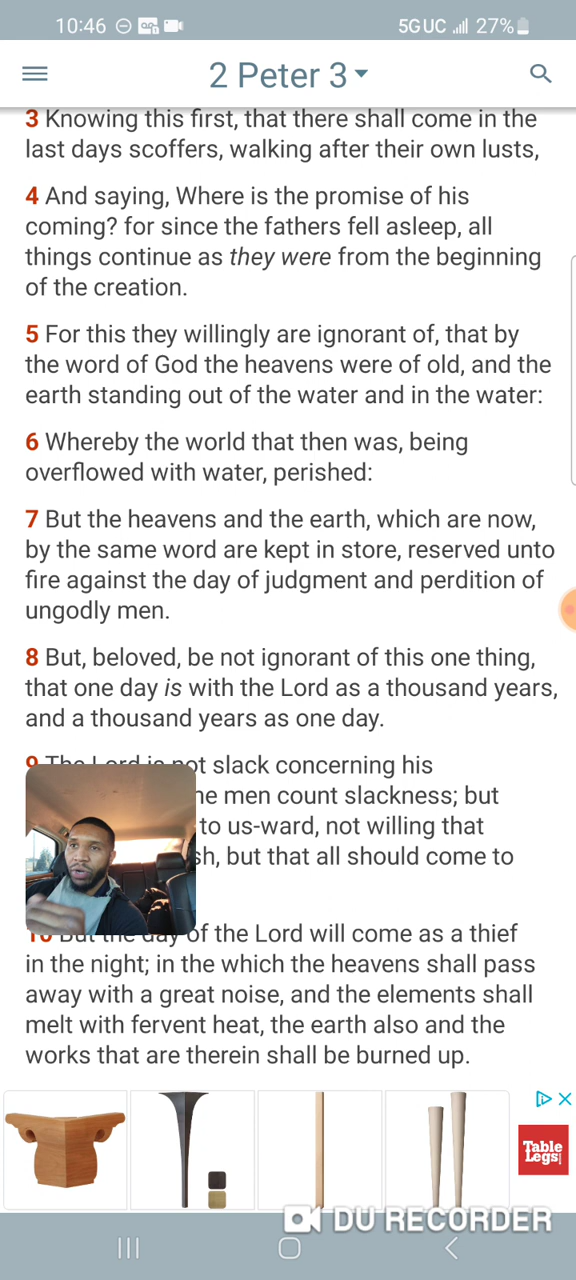 10:46
5GUC 27%
2 Peter 3
3 Knowing this first, that there shall come in the
last days scoffers, walking after their own lusts,
4 And saying, Where is the promise of his
coming? for since the fathers fell asleep, all
things continue as they were from the beginning
of the creation.
5 For this they willingly are ignorant of, that by
the word of God the heavens were of old, and the
earth standing out of the water and in the water:
6 Whereby the world that then was, being
overflowed with water, perished:
7 But the heavens and the earth, which are now,
by the same word are kept in store, reserved unto
fire against the day of judgment and perdition of
ungodly men.
8 But, beloved, be not ignorant of this one thing,
that one day is with the Lord as a thousand years,
and a thousand years as one day.
9 The Lord is not slack concerning his
men count slackness; but
to us-ward, not willing that
but that all should come to
10 But the day of the Lord will come as a thief
in the night; in the which the heavens shall pass
away with a great noise, and the elements shall
melt with fervent heat, the earth also and the
works that are therein shall be burned up.
Table
Legs
DU RECORDER